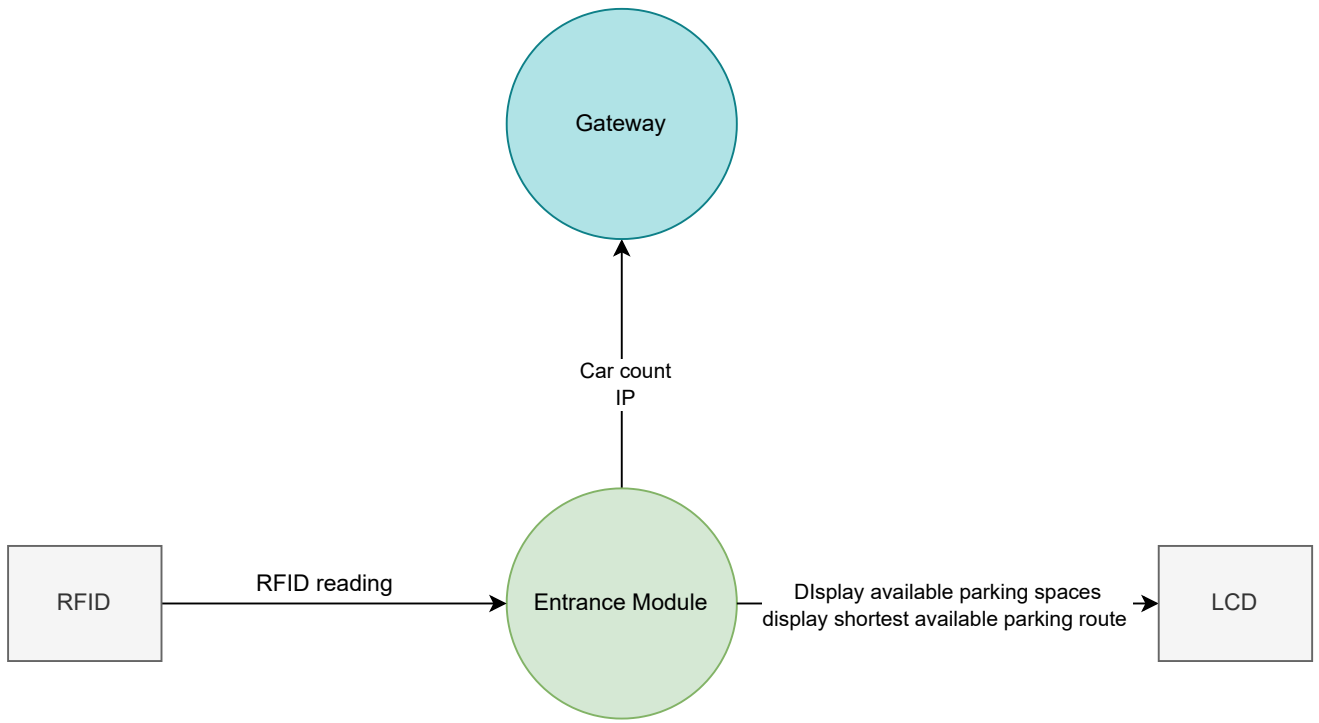 Gateway
Car count
IP
RFID
RFID reading
Entrance Module
DIsplay available parking spaces
display shortest available parking route
LCD